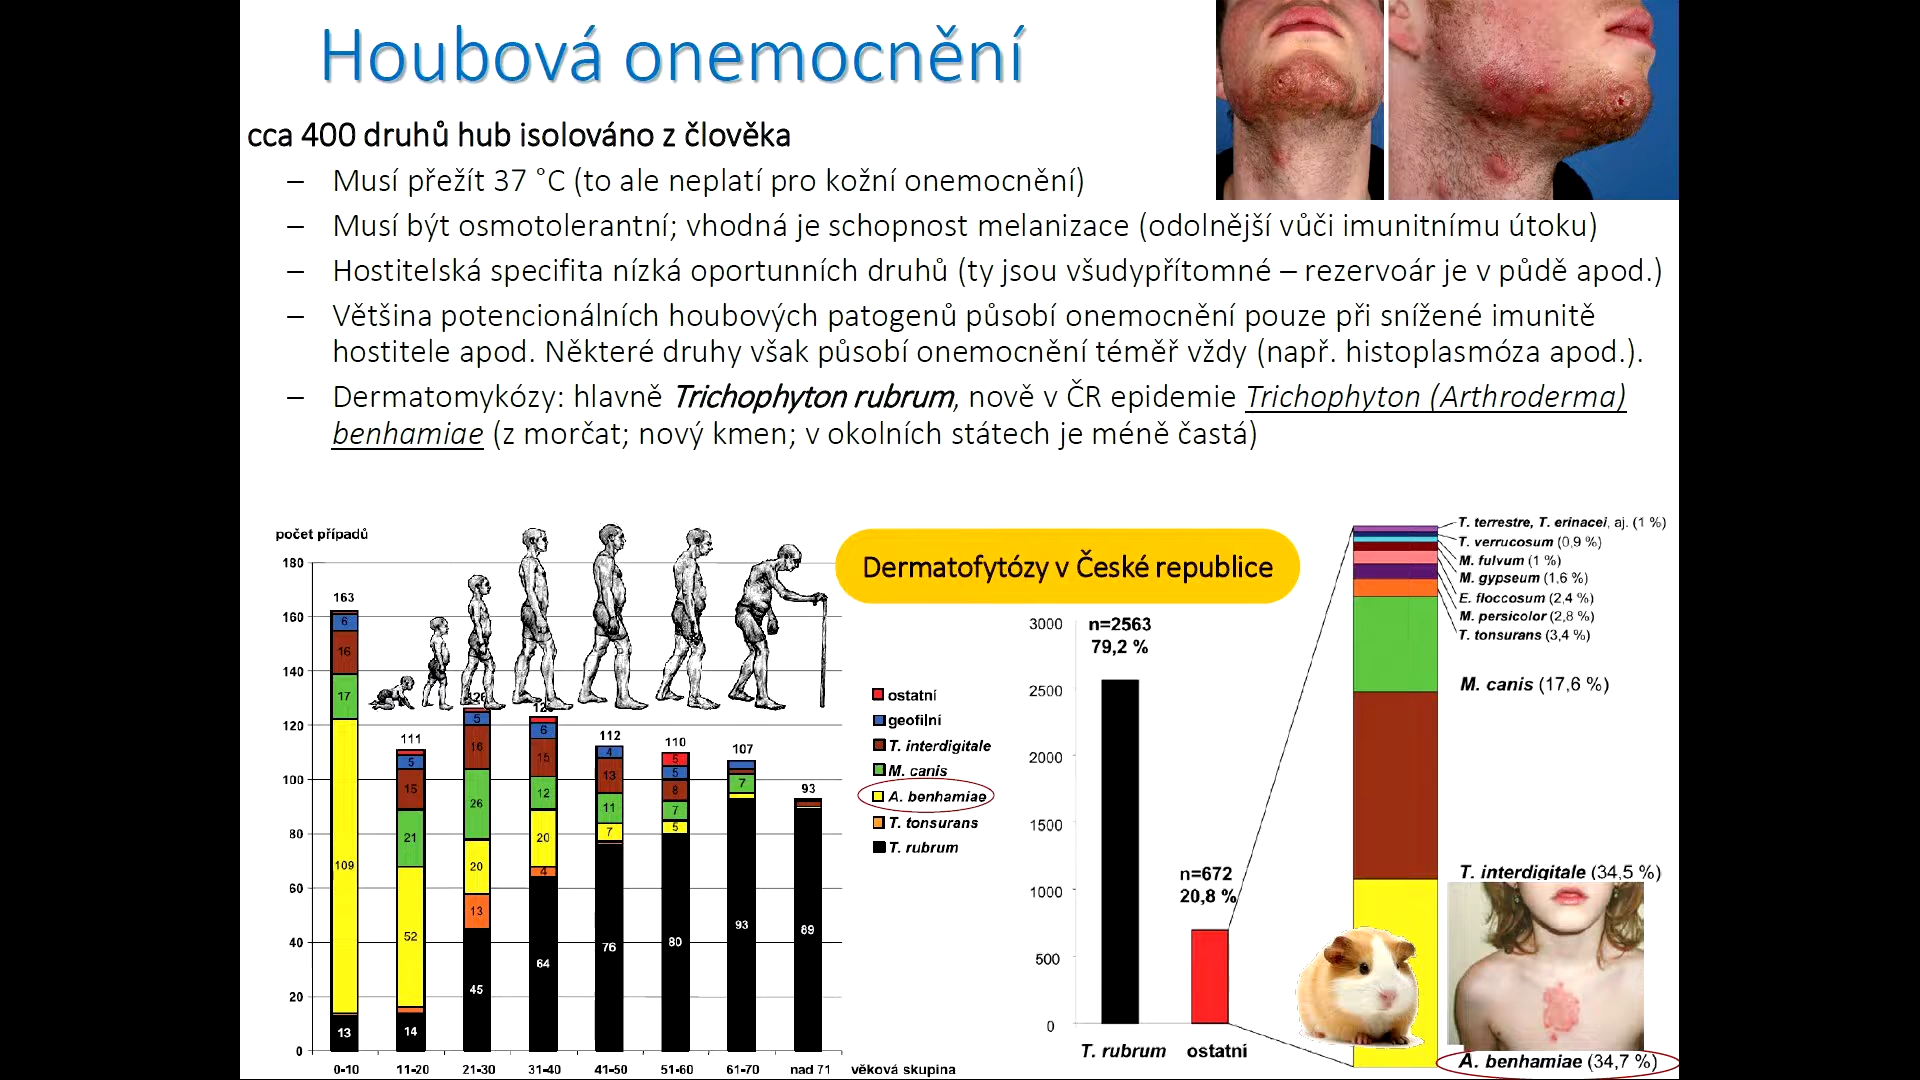 Houbová onemocnění
cca 400 druhů hub isolováno z člověka
– Musí přežít 37 °C (to ale neplatí pro kožní onemocnění)
– Musí být osmotolerantní; vhodná je schopnost melanizace (odolnější vůči imunitnímu útoku)
– Hostitelská specifita nízká oportunních druhů (ty jsou všudypřítomné – rezervoár je v půdě apod.)
– Většina potencionálních houbových patogenů působí onemocnění pouze při snížené imunitě
hostitele apod. Některé druhy však působí onemocnění téměř vždy (např. histoplasmóza apod.).
– Dermatomykózy: hlavně Trichophyton rubrum, nově v ČR epidemie Trichophyton (Arthroderma)
benhamiae (z morčat; nový kmen; v okolních státech je méně častá)
počet případů
180
160
140
120
100
80
60
40
20
0
163
6
16
17
109
13
111
5
15
21
52
14
5
16
26
20
13
45
6
15
12
20
4
64
112
4
13
11
7
76
110
5
5
8
7
5
80
107
7
93
93
89
0-10 11-20 21-30 31-40 41-50 51-60 61-70 nad 71 věková skupina
ostatní
geofilní
T. interdigitale
M. canis
A. benhamiae
T. tonsurans
T. rubrum
Dermatofytózy v České republice
3000
2500
2000
1500
1000
500
0
n=2563
79,2 %
n=672
20,8 %
T. rubrum ostatní
T. terrestre, T. erinacei, aj. (1 %)
T. verrucosum (0,9 %)
M. fulvum (1 %)
M. gypseum (1,6 %)
E. floccosum (2,4 %)
M. persicolor (2,8 %)
T. tonsurans (3,4 %)
M. canis (17,6 %)
T. interdigitale (34,5 %)
A. benhamiae (34,7 %)